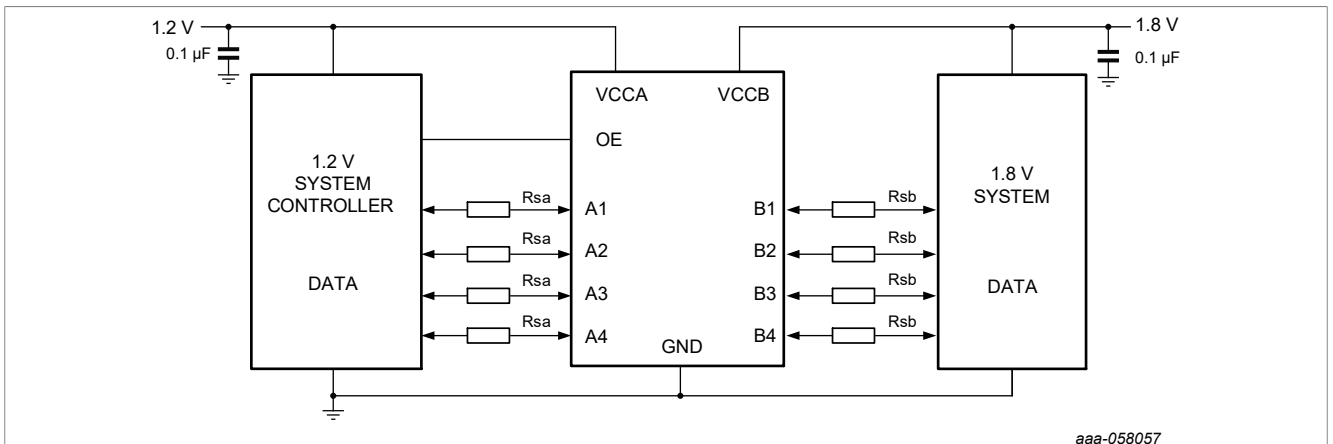 1.2 V
1.8 V
0.1 µF
0.1 µF
VCCA
VCCB
OE
1.2 V
SYSTEM
CONTROLLER
DATA
Rsa
Rsa
Rsa
Rsa
A1
A2
A3
A4
GND
B1
B2
B3
B4
Rsb
Rsb
Rsb
Rsb
1.8 V
SYSTEM
DATA
aaa-058057